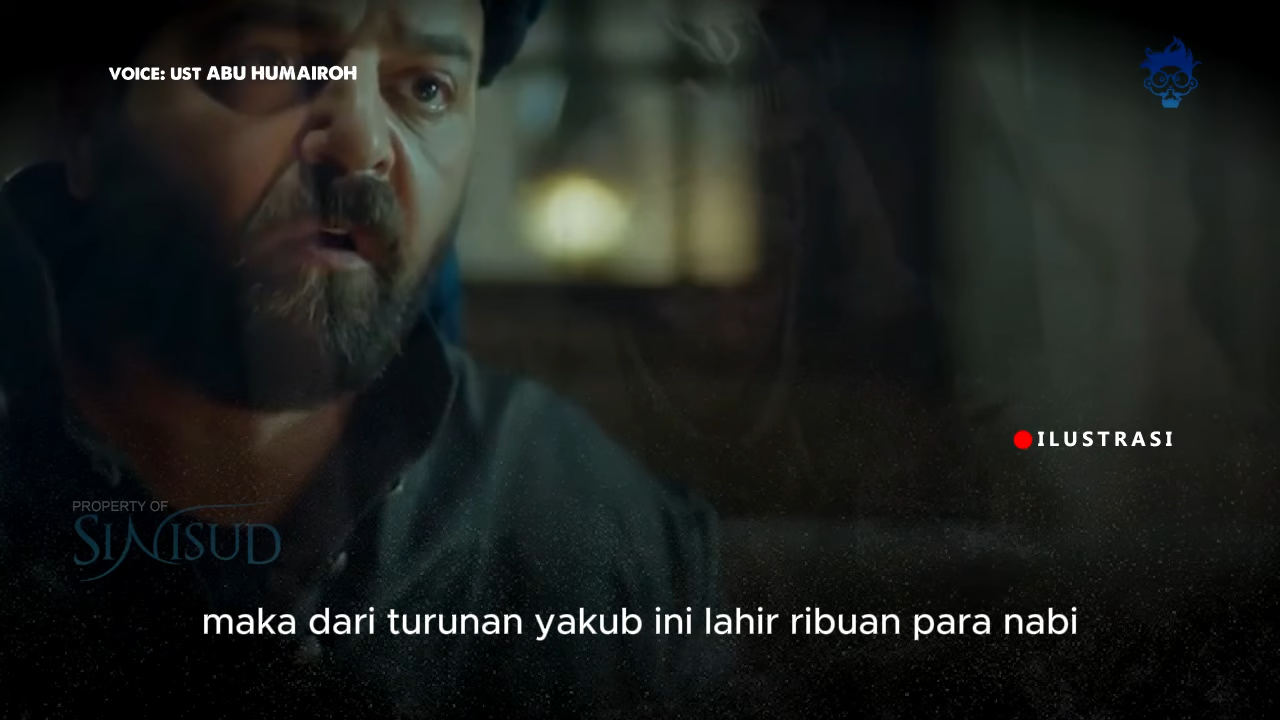 VOICE: UST ABU HUMAIROH
ILUSTRASI
PROPERTY OF
SINISUD
maka dari turunan yakub ini lahir ribuan para nabi